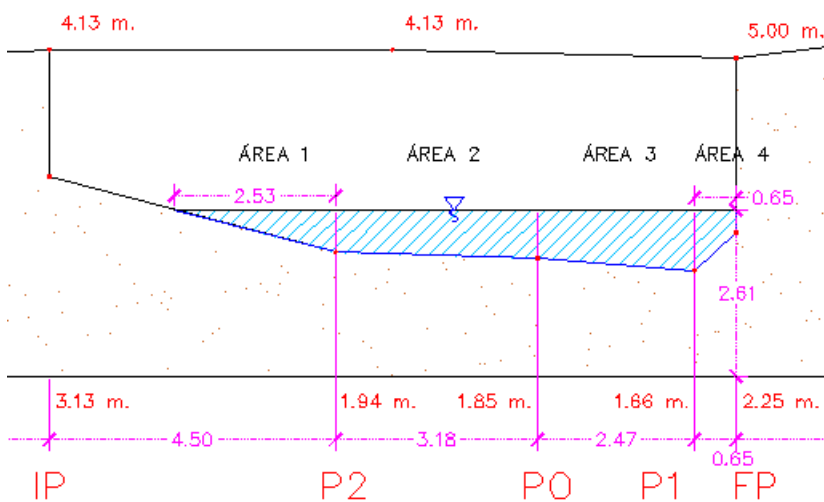 4.13 m.
4.13 m.
5.00 m.
ÁREA 1
ÁREA 2
ÁREA 3
ÁREA 4
2.53
0.65
2.61
3.13 m.
1.94 m.
1.85 m.
1.66 m.
2.25 m.
4.50
3.18
2.47
0.65
IP
P2
P0
P1
FP